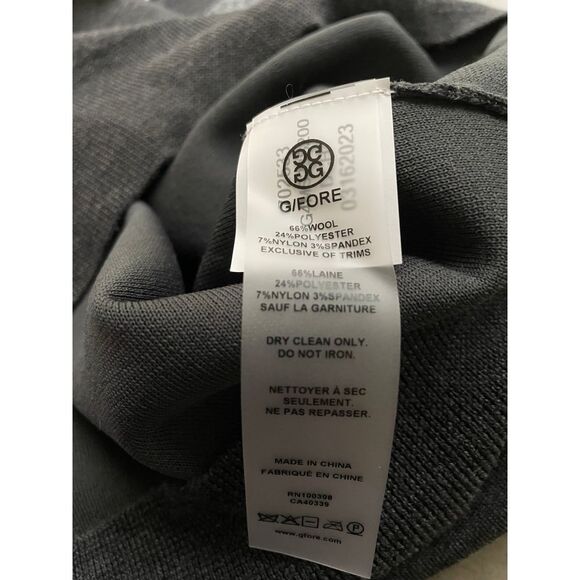 03162023
G/FORE
66%WOOL
24%POLYESTER
7%NYLON 3%SPANDEX
EXCLUSIVE OF TRIMS
66%LAINE
24%POLYESTER
7%NYLON 3%SPANDEX
SAUF LA GARNITURE
DRY CLEAN ONLY.
DO NOT IRON.
NETTOYER À SEC
SEULEMENT.
NE PAS REPASSER.
MADE IN CHINA
FABRIQUÉ EN CHINE
RN100308
CA40339
www.gfore.com